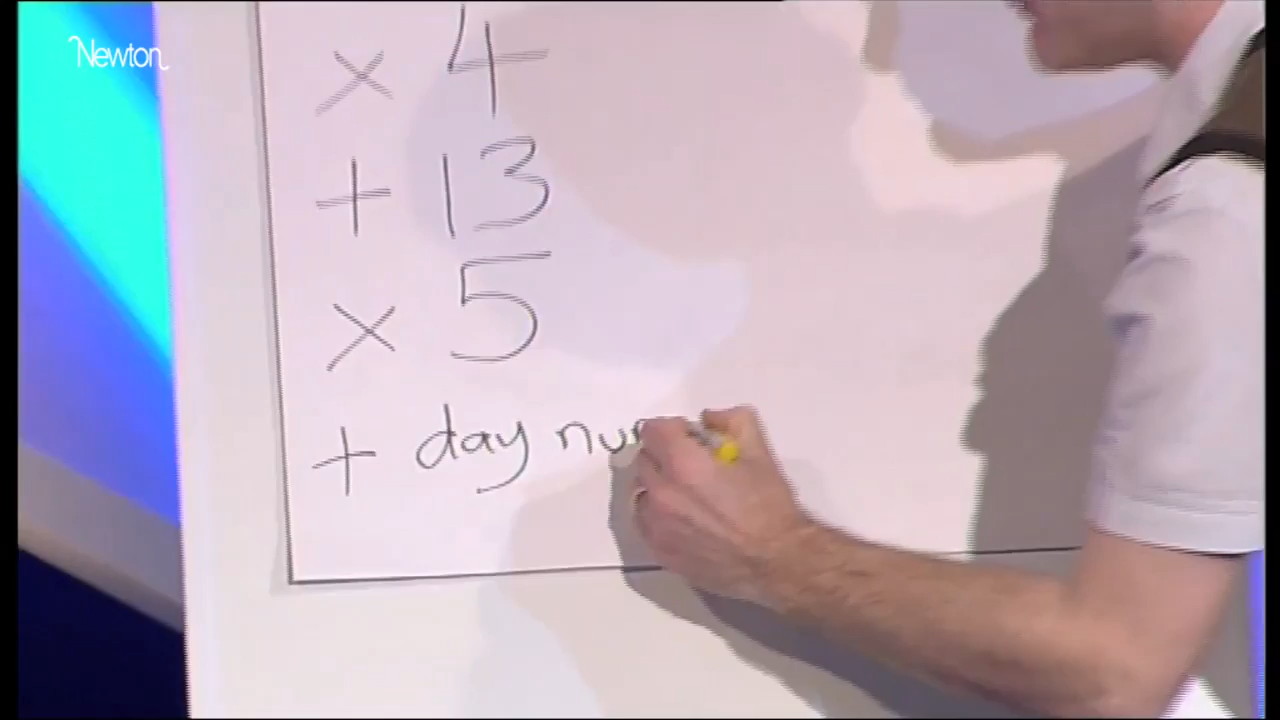 Newton
× 4
+ 13
× 5
+ day nu